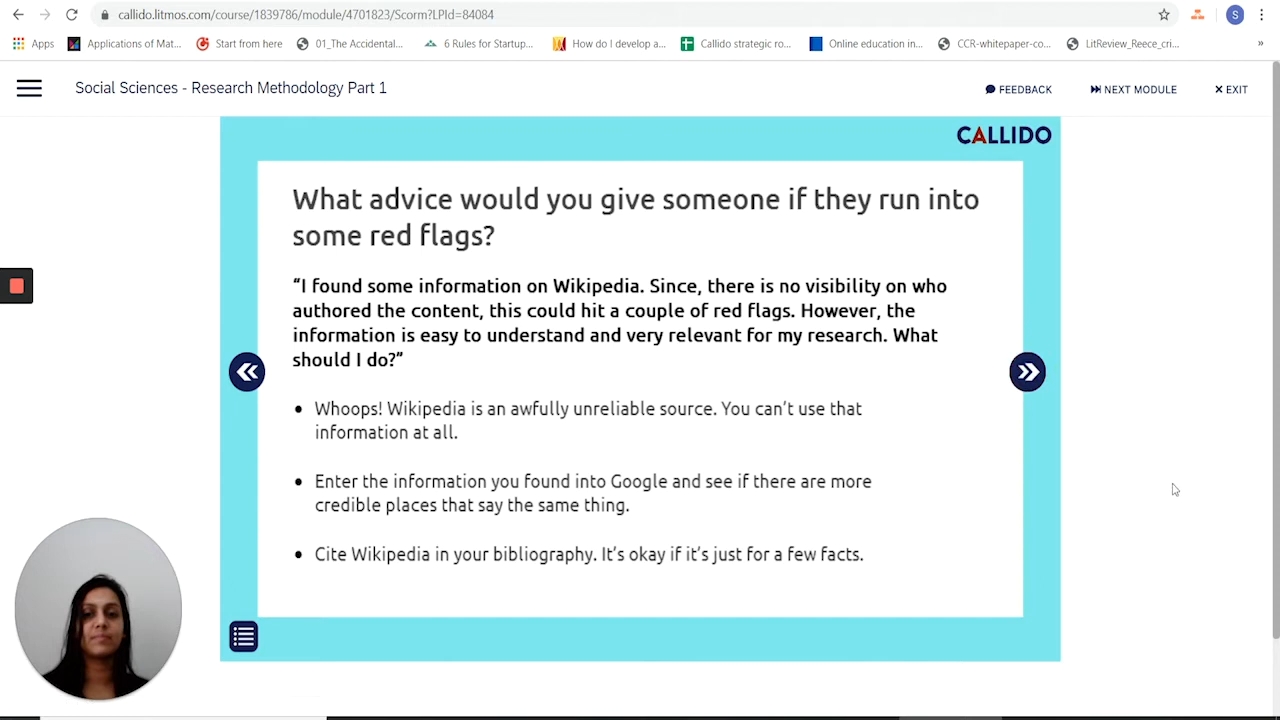 callido.litmos.com/course/1839786/module/4701823/Scorm?LPId=84084
S
Apps
Applications of Mat...
Start from here
01_The Accidental...
6 Rules for Startup...
How do I develop a...
Callido strategic ro...
Online education in...
CCR-whitepaper-co...
LitReview_Reece_cri...
»
Social Sciences - Research Methodology Part 1
FEEDBACK
NEXT MODULE
EXIT
CALLIDO
What advice would you give someone if they run into
some red flags?
“I found some information on Wikipedia. Since, there is no visibility on who
authored the content, this could hit a couple of red flags. However, the
information is easy to understand and very relevant for my research. What
should I do?”
• Whoops! Wikipedia is an awfully unreliable source. You can’t use that
information at all.
• Enter the information you found into Google and see if there are more
credible places that say the same thing.
• Cite Wikipedia in your bibliography. It’s okay if it’s just for a few facts.